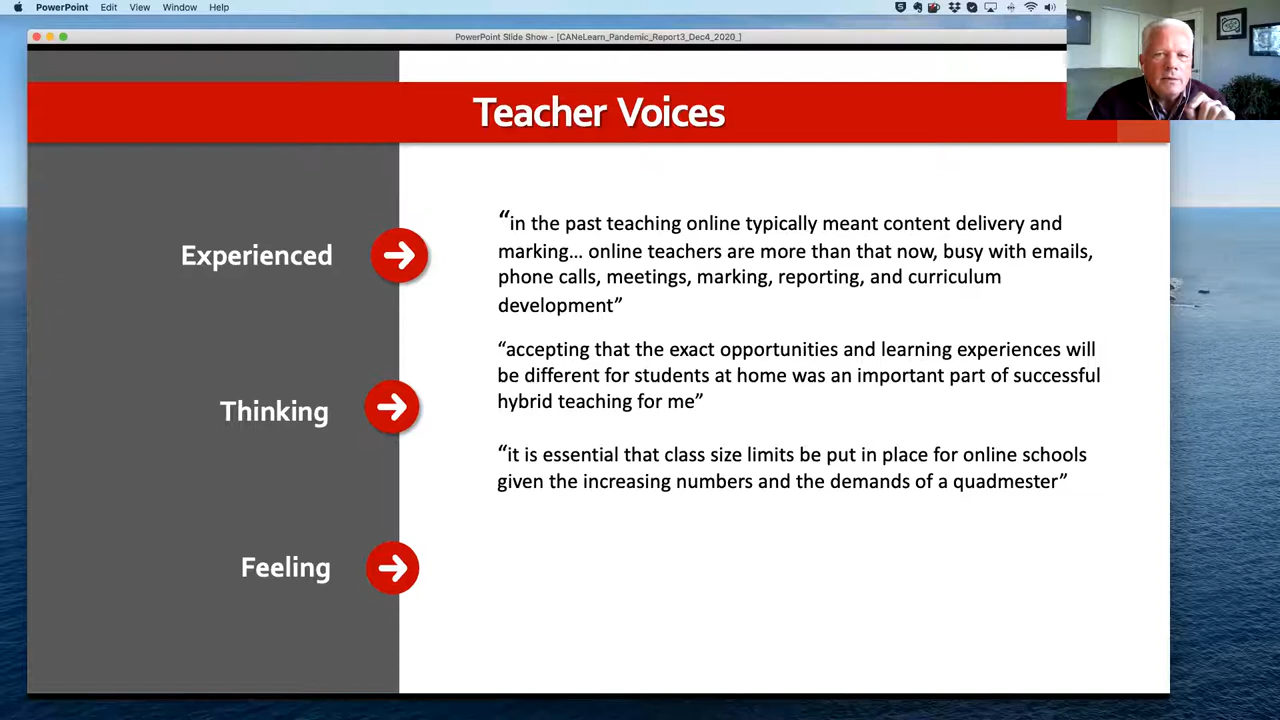 PowerPoint Edit View Window Help
PowerPoint Slide Show - [CANeLearn_Pandemic_Report3_Dec4_2020_]
Teacher Voices
Experienced
“in the past teaching online typically meant content delivery and
marking... online teachers are more than that now, busy with emails,
phone calls, meetings, marking, reporting, and curriculum
development”
Thinking
“accepting that the exact opportunities and learning experiences will
be different for students at home was an important part of successful
hybrid teaching for me”
“it is essential that class size limits be put in place for online schools
given the increasing numbers and the demands of a quadmester”
Feeling